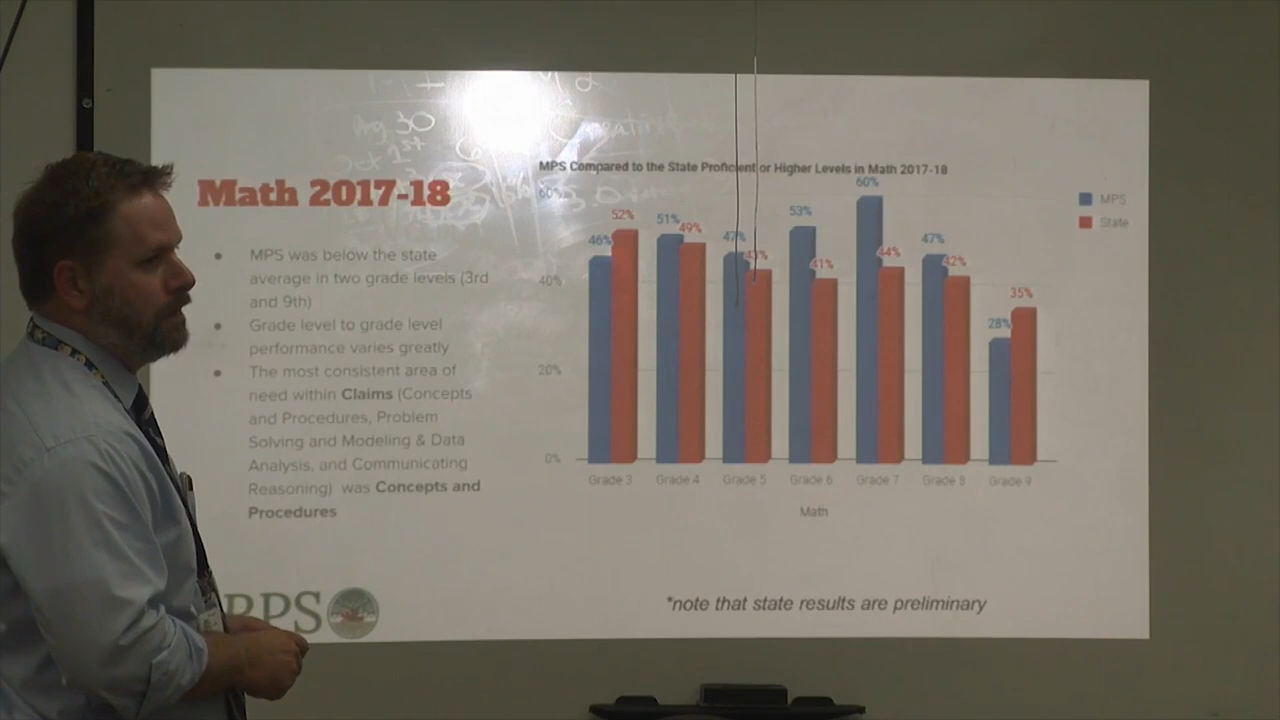 Aug 30
Oct 1st
Math 2017-18
MPS was below the state
average in two grade levels (3rd
and 9th)
Grade level to grade level
performance varies greatly
The most consistent area of
need within Claims (Concepts
and Procedures, Problem
Solving and Modeling & Data
Analysis, and Communicating
Reasoning) was Concepts and
Procedures
MPS Compared to the State Proficient or Higher Levels in Math 2017-18
60%
40%
20%
0%
46% 52% 51% 49% 47% 43% 53% 41% 60% 44% 47% 42% 28% 35%
Grade 3 Grade 4 Grade 5 Grade 6 Grade 7 Grade 8 Grade 9
Math
MPS
State
*note that state results are preliminary